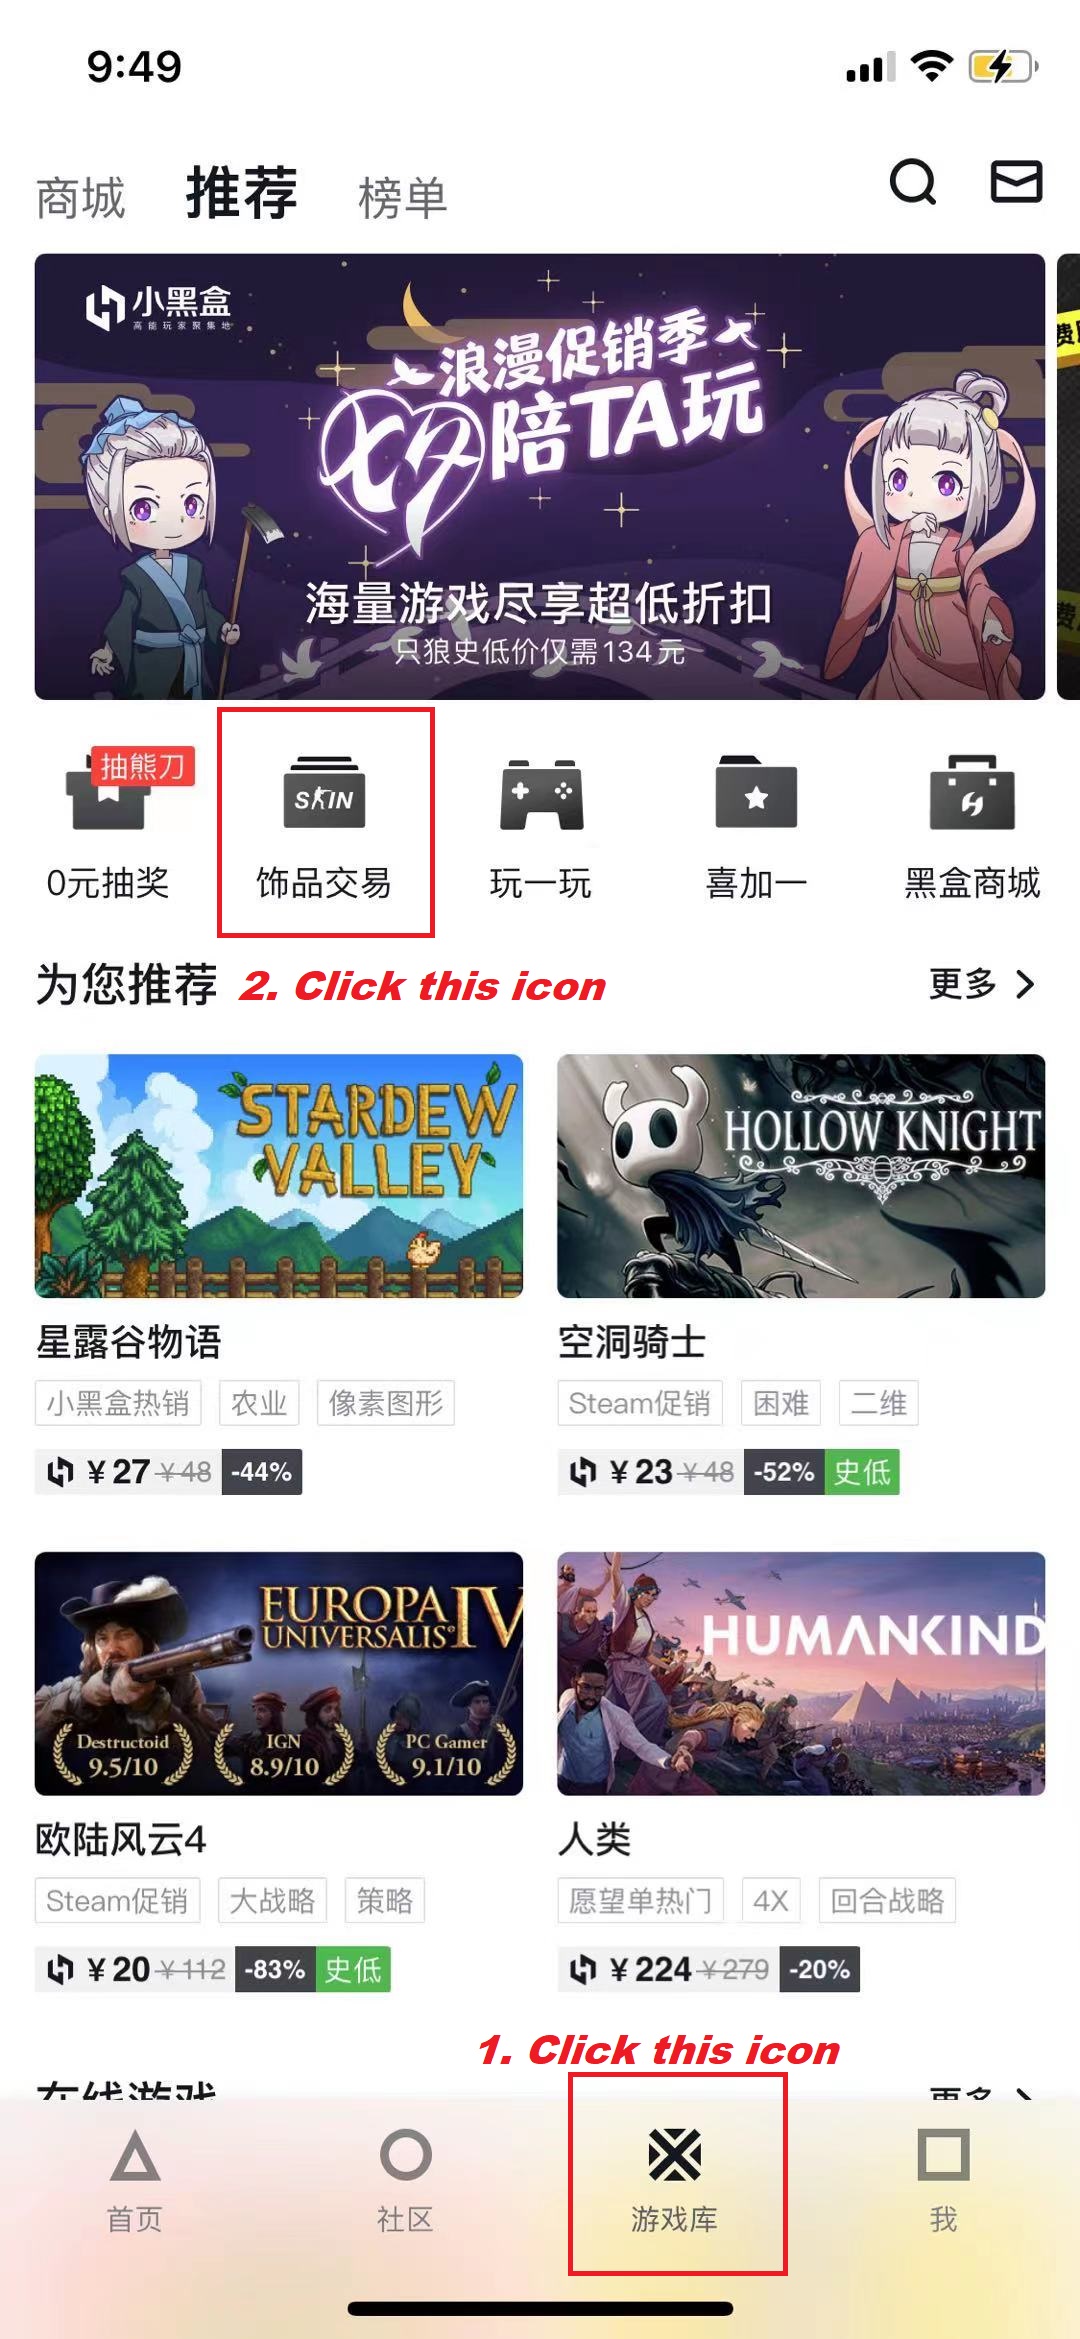 9:49
商城 推荐 榜单
小黑盒
高能玩家聚集地
浪漫促销季
七夕陪TA玩
海量游戏尽享超低折扣
只狼史低价仅需134元
抽熊刀
SKIN
0元抽奖 饰品交易 玩一玩 喜加一 黑盒商城
为您推荐 2. Click this icon 更多
STARDEW
VALLEY
HOLLOW KNIGHT
星露谷物语 空洞骑士
小黑盒热销 农业 像素图形 Steam促销 困难 二维
¥27 ¥48 -44% ¥23 ¥48 -52% 史低
EUROPA
UNIVERSALIS IV
Destructoid
9.5/10
IGN
8.9/10
PC Gamer
9.1/10
HUMANKIND
欧陆风云4 人类
Steam促销 大战略 策略 愿望单热门 4X 回合战略
¥20 ¥112 -83% 史低 ¥224 ¥279 -20%
1. Click this icon
在线游戏 更多
首页 社区 游戏库 我